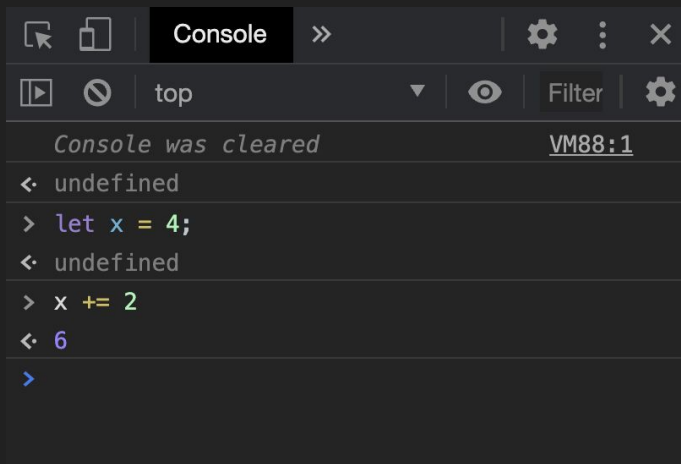 Console »
top Filter
Console was cleared VM88:1
undefined
> let x = 4;
undefined
> x += 2
6
>